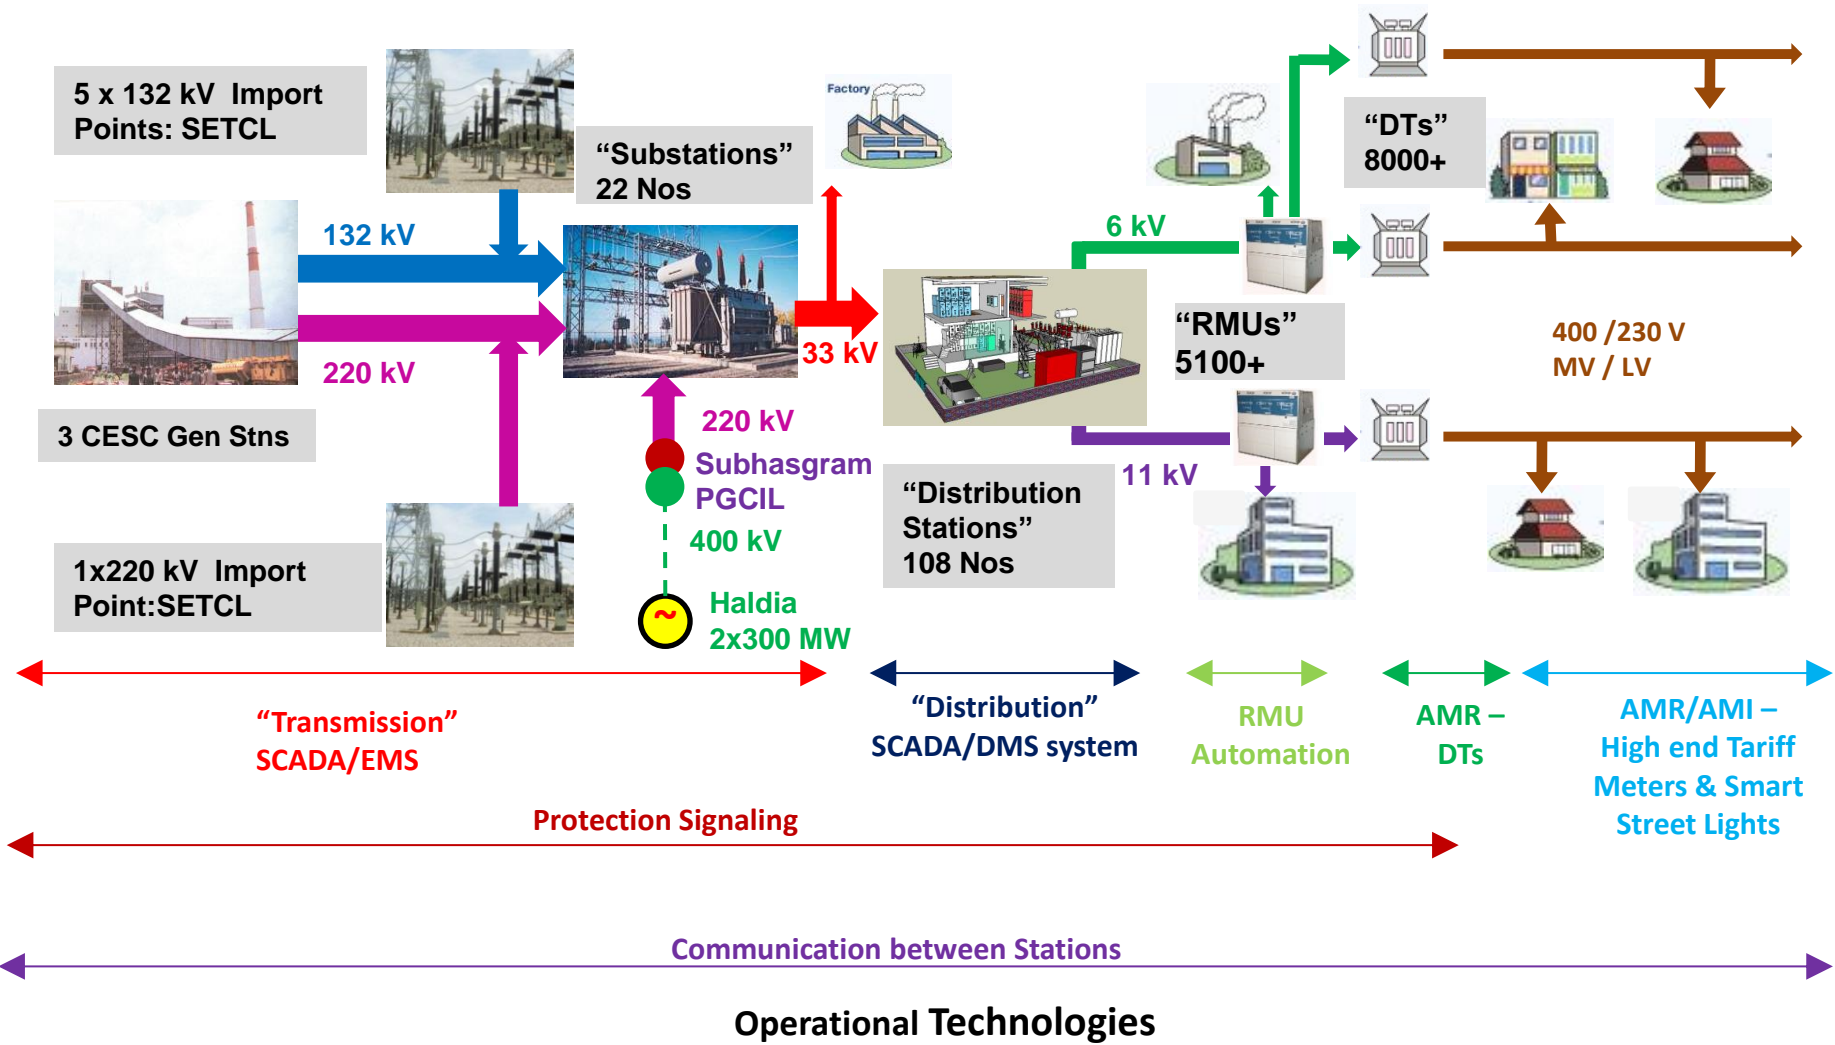 5 x 132 kV  Import
Points: SETCL
Factory
“Substations”
22 Nos
“DTs”
8000+
132 kV
6 kV
220 kV
33 kV
“RMUs”
5100+
400 /230 V
MV / LV
3 CESC Gen Stns
220 kV
Subhasgram
PGCIL
400 kV
11 kV
“Distribution
Stations”
108 Nos
1x220 kV  Import
Point:SETCL
~
Haldia
2x300 MW
“Transmission”
SCADA/EMS
“Distribution”
SCADA/DMS system
RMU
Automation
AMR –
DTs
AMR/AMI –
High end Tariff
Meters & Smart
Street Lights
Protection Signaling
Communication between Stations
Operational Technologies